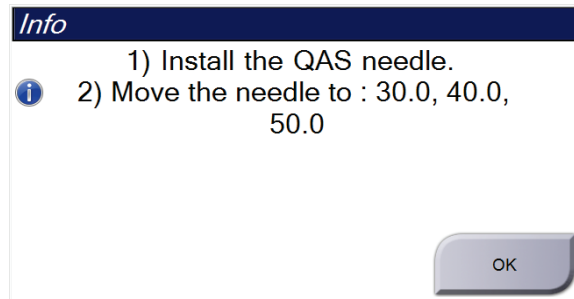 Info
1) Install the QAS needle.
2) Move the needle to : 30.0, 40.0,
50.0
OK